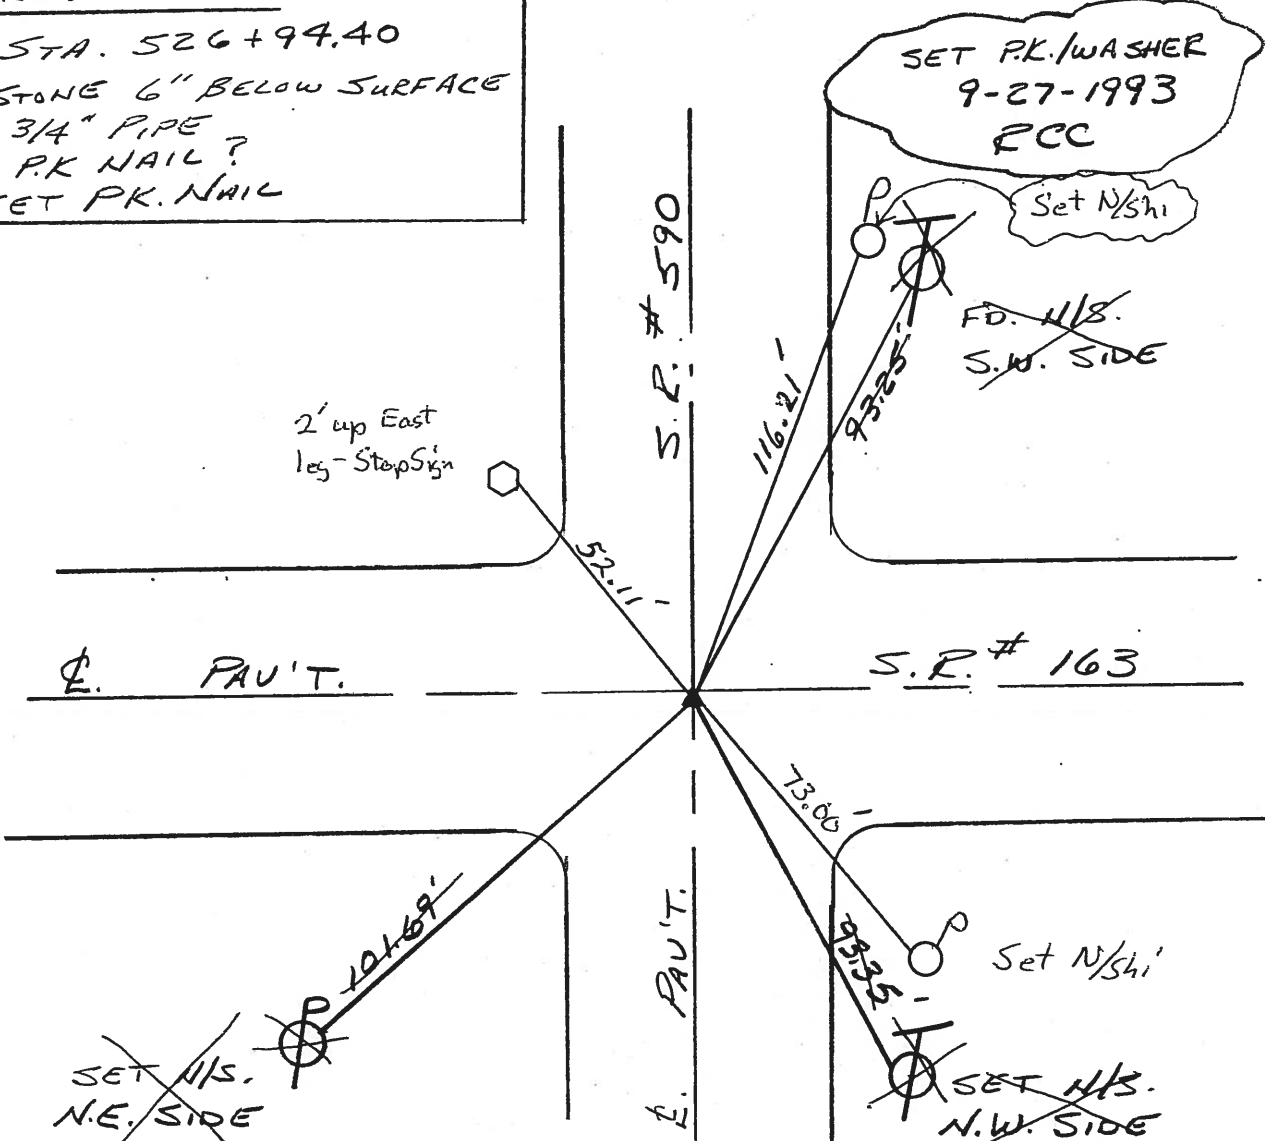 STA. 526+94.40
STONE 6" BELOW SURFACE
3/4" PIPE
P.K NAIL ?
SET PK. NAIL
SET P.K./WASHER
9-27-1993
RCC
Set N/shi
FD. N/S.
S.W. SIDE
S.R. # 590
116.21'
93.25'
2' up East
leg-Stop Sign
52.11'
℄. PAV'T.
S.R. # 163
73.00'
101.69'
93.35'
P
P
P
T
T
Set N/shi
℄. PAV'T.
SET N/S.
N.E. SIDE
SET N/S.
N.W. SIDE